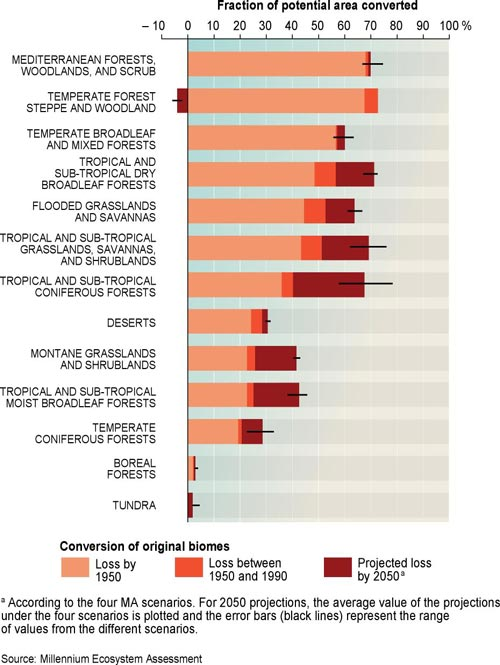 Fraction of potential area converted
– 10 0 10 20 30 40 50 60 70 80 90 100 %
MEDITERRANEAN FORESTS,
WOODLANDS, AND SCRUB
TEMPERATE FOREST
STEPPE AND WOODLAND
TEMPERATE BROADLEAF
AND MIXED FORESTS
TROPICAL AND
SUB-TROPICAL DRY
BROADLEAF FORESTS
FLOODED GRASSLANDS
AND SAVANNAS
TROPICAL AND SUB-TROPICAL
GRASSLANDS, SAVANNAS,
AND SHRUBLANDS
TROPICAL AND SUB-TROPICAL
CONIFEROUS FORESTS
DESERTS
MONTANE GRASSLANDS
AND SHRUBLANDS
TROPICAL AND SUB-TROPICAL
MOIST BROADLEAF FORESTS
TEMPERATE
CONIFEROUS FORESTS
BOREAL
FORESTS
TUNDRA
Conversion of original biomes
Loss by
1950
Loss between
1950 and 1990
Projected loss
by 2050ᵃ
ᵃ According to the four MA scenarios. For 2050 projections, the average value of the projections
under the four scenarios is plotted and the error bars (black lines) represent the range
of values from the different scenarios.
Source: Millennium Ecosystem Assessment